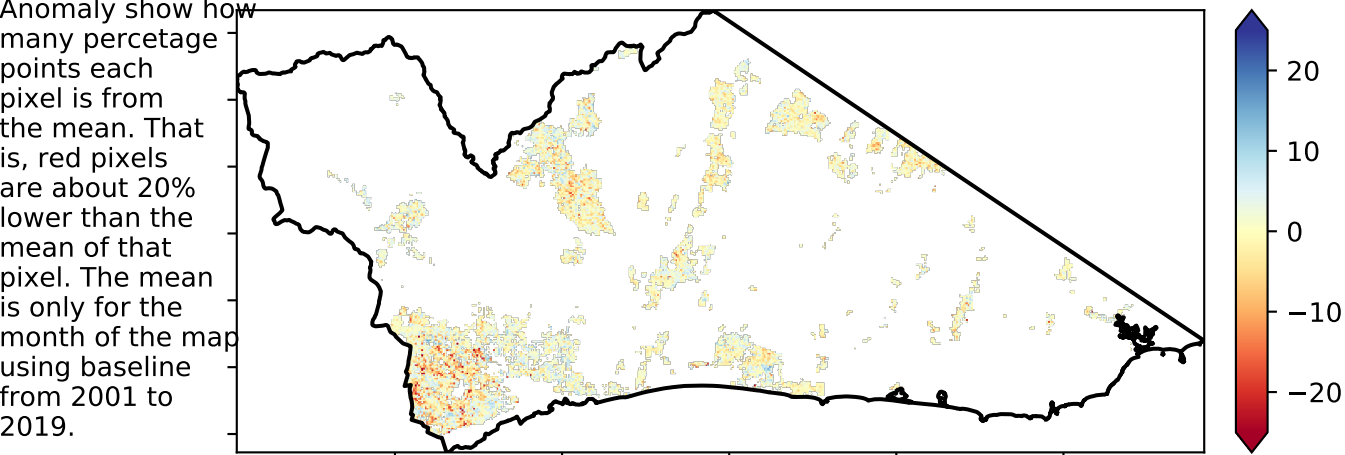 Anomaly show how
many percetage
points each
pixel is from
the mean. That
is, red pixels
are about 20%
lower than the
mean of that
pixel. The mean
is only for the
month of the map
using baseline
from 2001 to
2019.
20
10
0
−10
−20